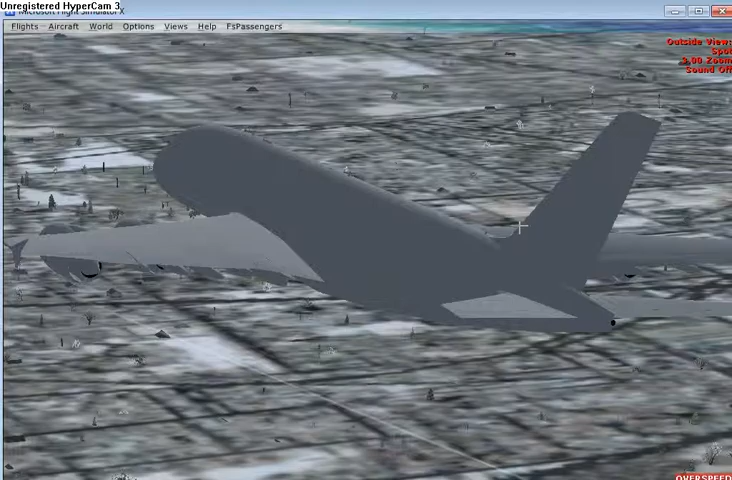 Unregistered HyperCam 3
Microsoft Flight Simulator X
Flights Aircraft World Options Views Help FsPassengers
Outside View:
Spot
Zoom
Sound Off
OVERSPEED